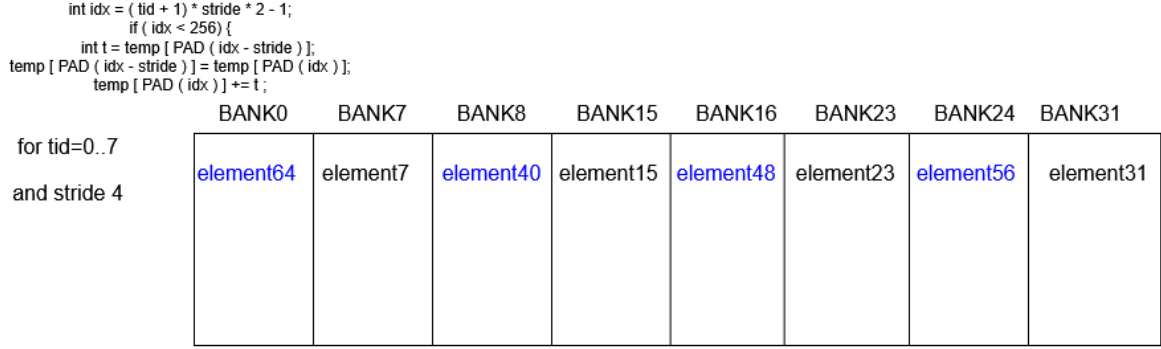 int idx = ( tid + 1) * stride * 2 - 1;
if ( idx < 256) {
int t = temp [ PAD ( idx - stride ) ];
temp [ PAD ( idx - stride ) ] = temp [ PAD ( idx ) ];
temp [ PAD ( idx ) ] += t ;
BANK0 BANK7 BANK8 BANK15 BANK16 BANK23 BANK24 BANK31
for tid=0..7
element64 element7 element40 element15 element48 element23 element56 element31
and stride 4